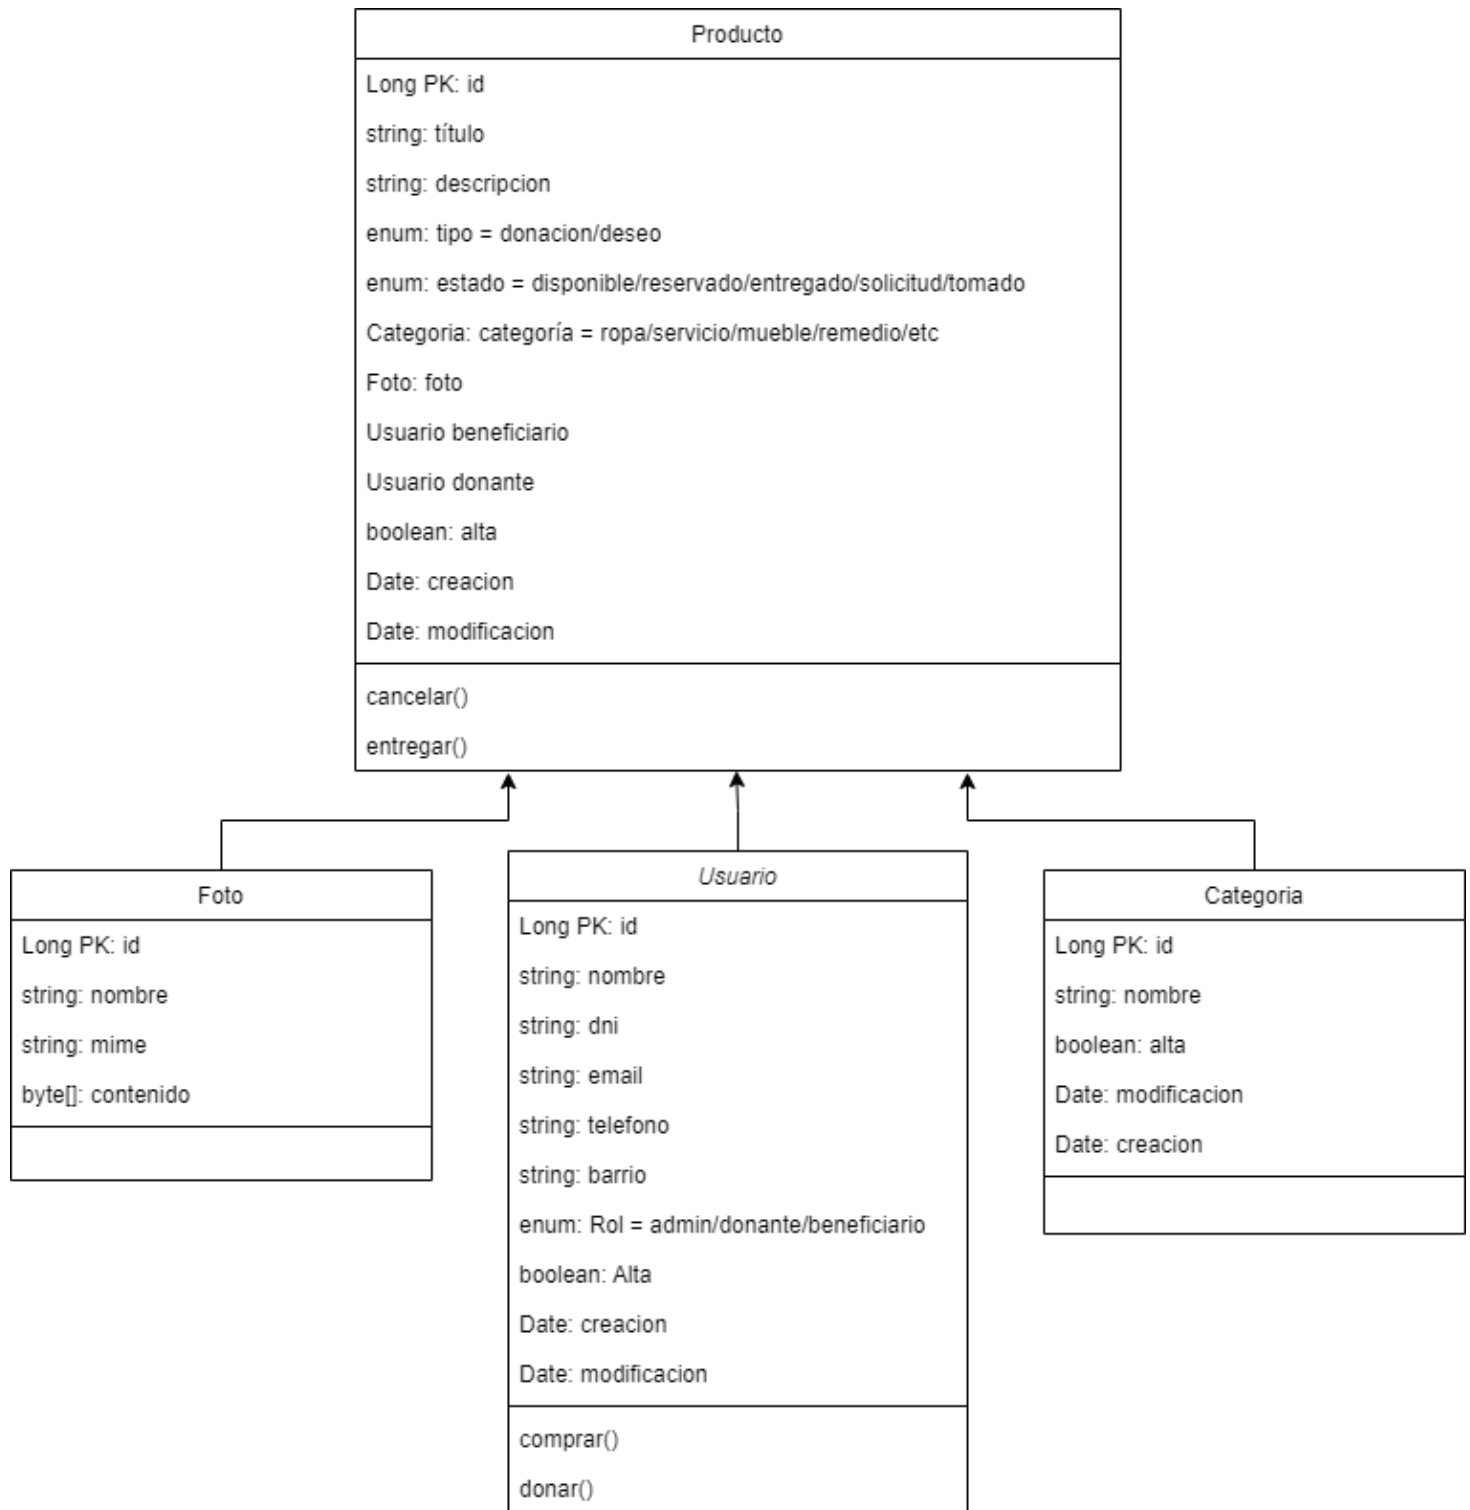 Producto
Long PK: id
string: título
string: descripcion
enum: tipo = donacion/deseo
enum: estado = disponible/reservado/entregado/solicitud/tomado
Categoria: categoría = ropa/servicio/mueble/remedio/etc
Foto: foto
Usuario beneficiario
Usuario donante
boolean: alta
Date: creacion
Date: modificacion
cancelar()
entregar()
Foto
Long PK: id
string: nombre
string: mime
byte[]: contenido
Usuario
Long PK: id
string: nombre
string: dni
string: email
string: telefono
string: barrio
enum: Rol = admin/donante/beneficiario
boolean: Alta
Date: creacion
Date: modificacion
comprar()
donar()
Categoria
Long PK: id
string: nombre
boolean: alta
Date: modificacion
Date: creacion